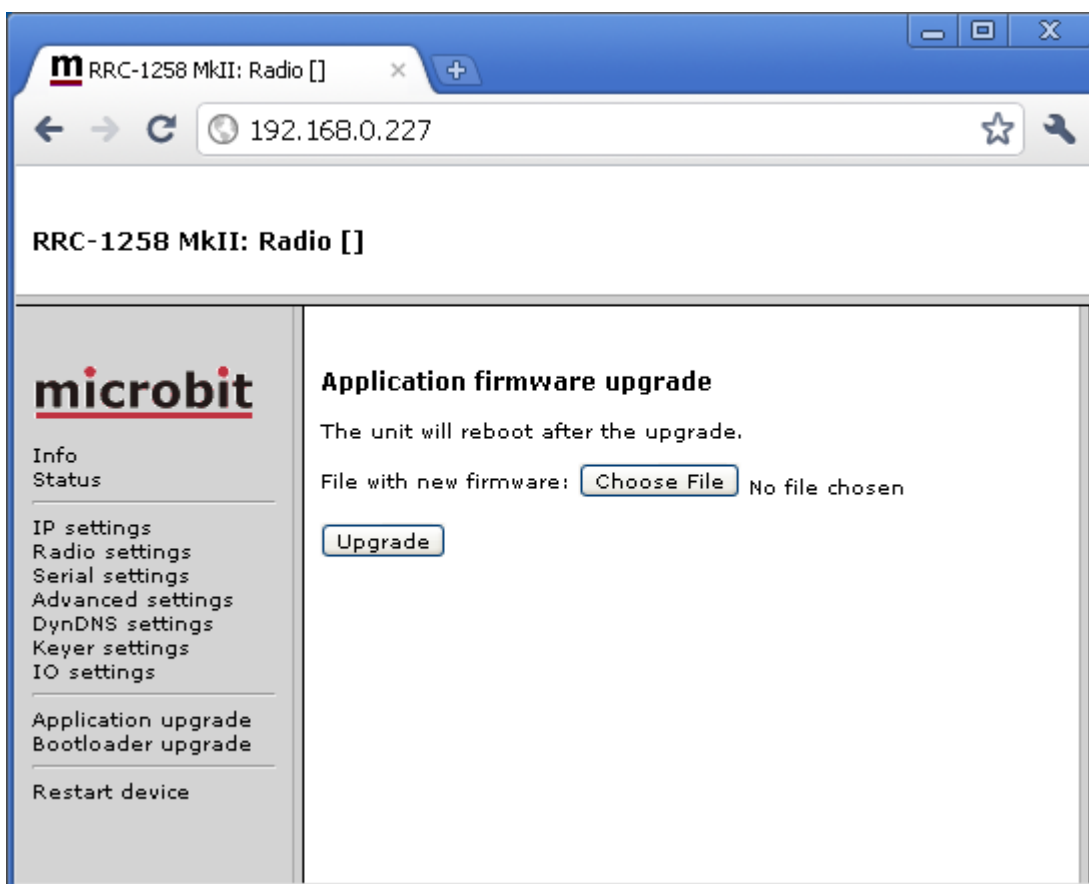 RRC-1258 MkII: Radio []
192.168.0.227
RRC-1258 MkII: Radio []
microbit
Info
Status
IP settings
Radio settings
Serial settings
Advanced settings
DynDNS settings
Keyer settings
IO settings
Application upgrade
Bootloader upgrade
Restart device
Application firmware upgrade
The unit will reboot after the upgrade.
File with new firmware: Choose File No file chosen
Upgrade